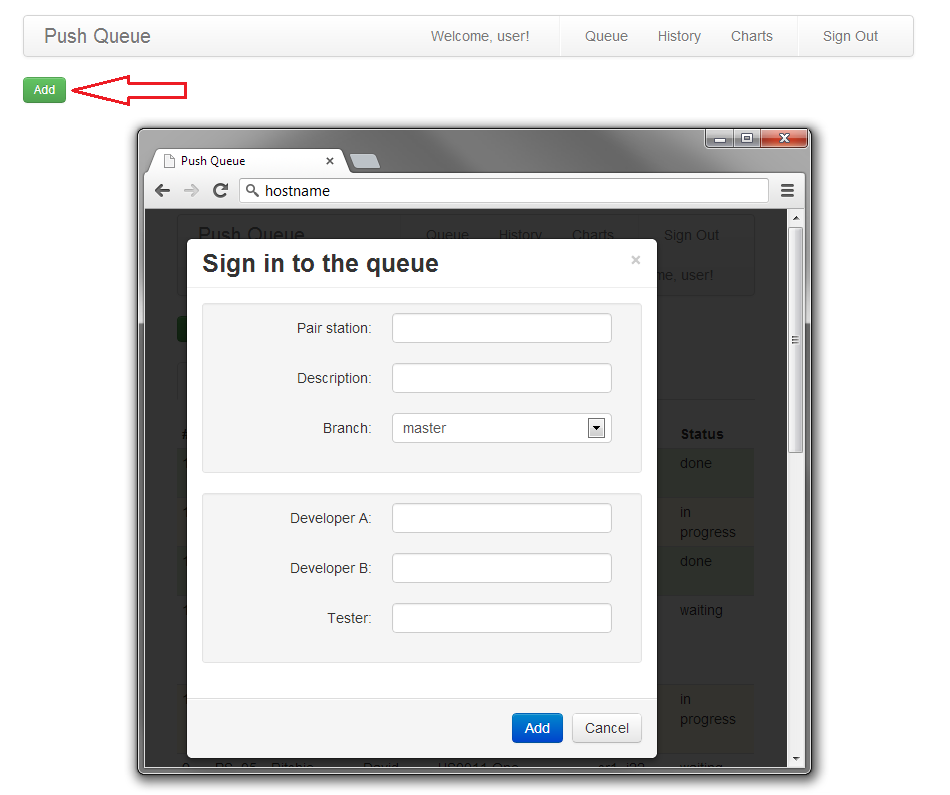 Push Queue Welcome, user! Queue History Charts Sign Out
Add
Push Queue
hostname
Push Queue Queue History Charts Sign Out
Sign in to the queue
me, user!
Pair station:
Description:
Branch: master
Status
done
Developer A:
in
progress
Developer B:
done
Tester:
waiting
in
progress
Add Cancel